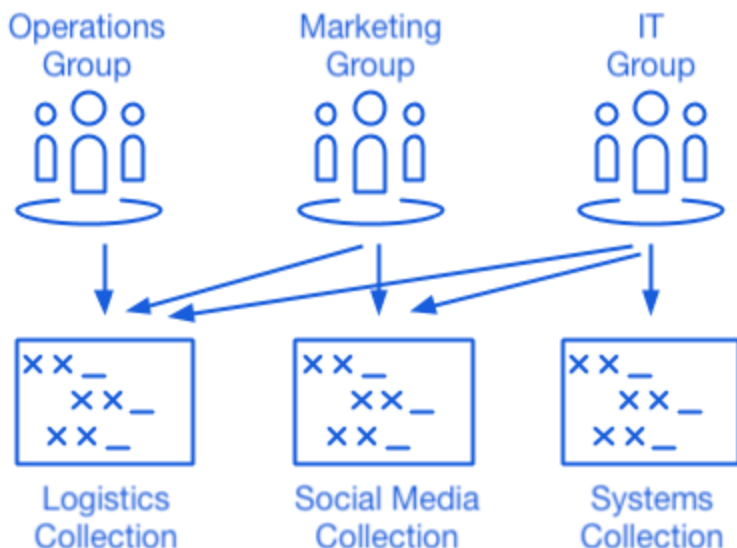 Operations
Group
Marketing
Group
IT
Group
Logistics
Collection
Social Media
Collection
Systems
Collection